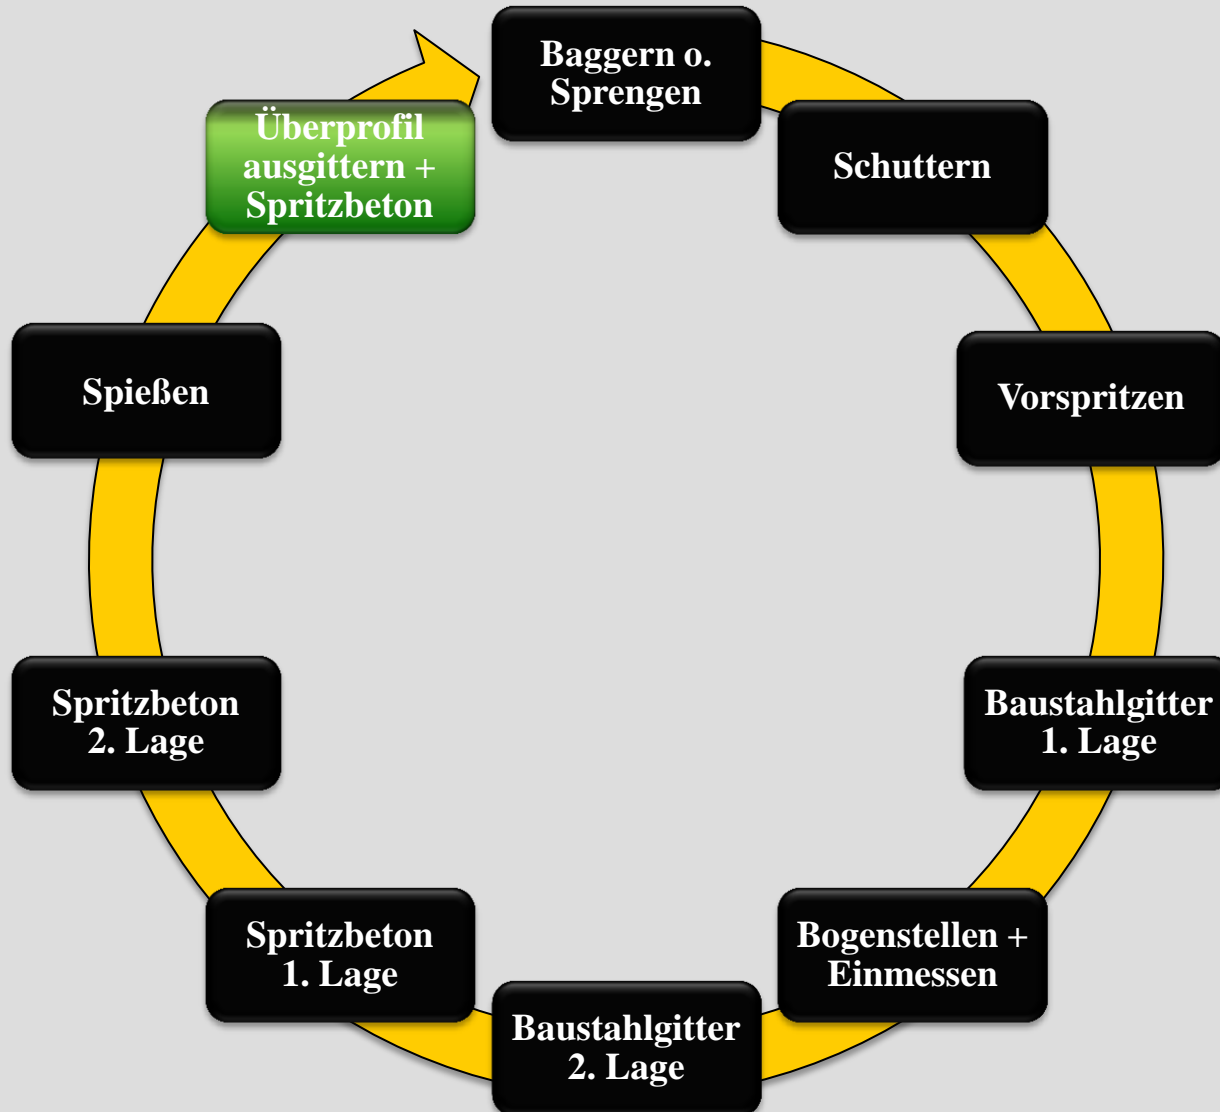 Baggern o.
Sprengen
Schuttern
Vorspritzen
Baustahlgitter
1. Lage
Bogenstellen +
Einmessen
Baustahlgitter
2. Lage
Spritzbeton
1. Lage
Spritzbeton
2. Lage
Spießen
Überprofil
ausgittern +
Spritzbeton